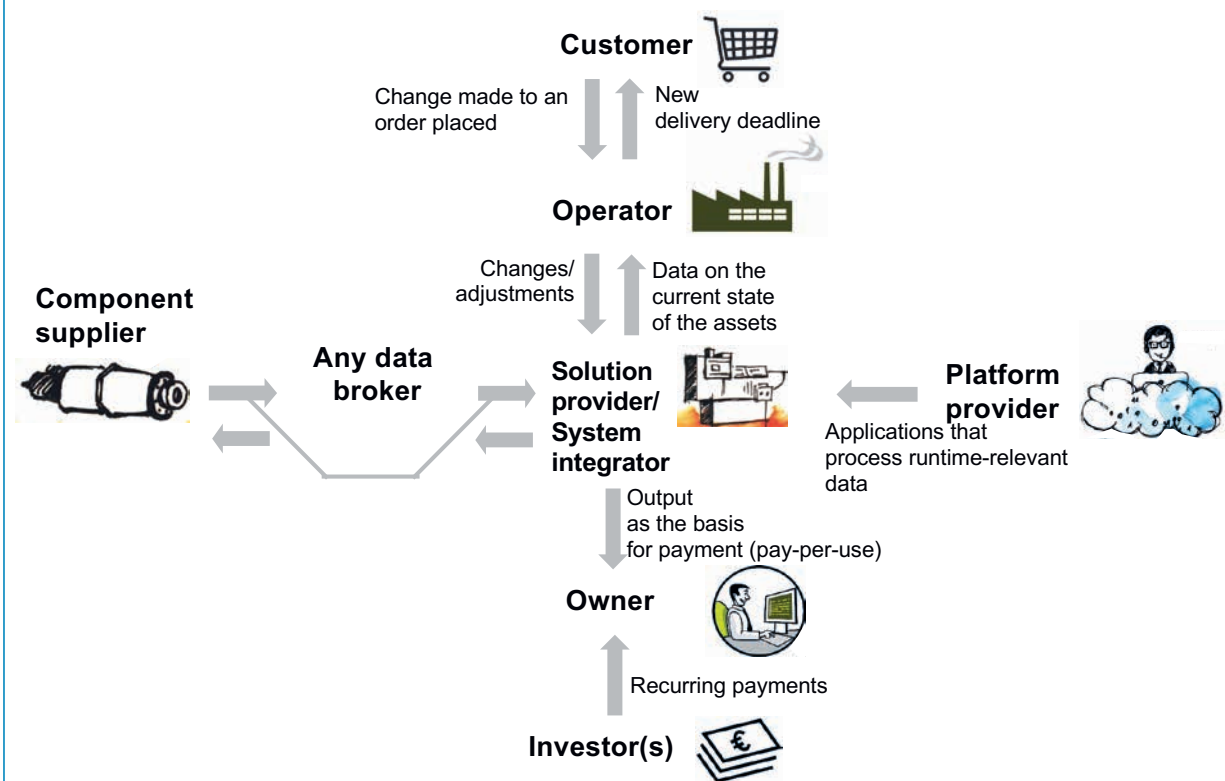 Customer
Change made to an
order placed
New
delivery deadline
Operator
Changes/
adjustments
Data on the
current state
of the assets
Component
supplier
Any data
broker
Solution
provider/
System
integrator
Platform
provider
Applications that
process runtime-relevant
data
Output
as the basis
for payment (pay-per-use)
Owner
Recurring payments
Investor(s)
€